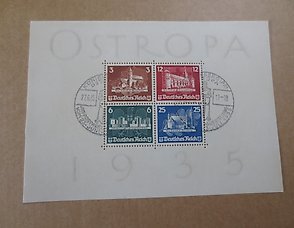 OSTROPA
3 12
Deutsches Reich Deutsches Reich
6 25
Deutsches Reich Deutsches Reich
1935